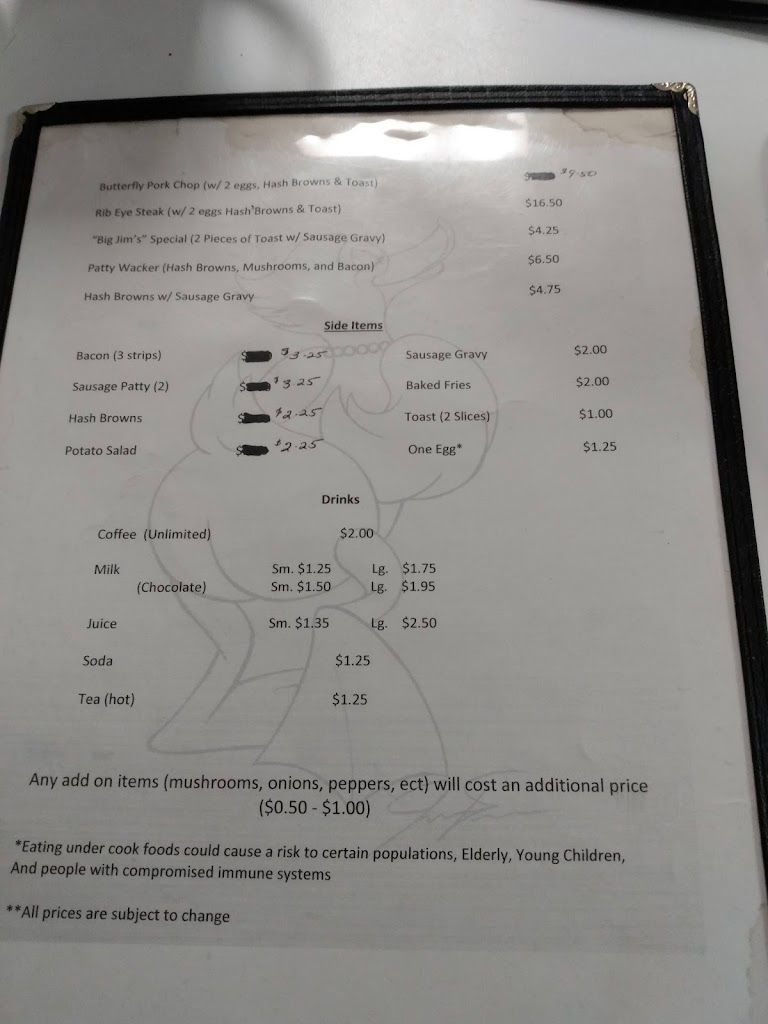 Butterfly Pork Chop (w/ 2 eggs, Hash Browns & Toast) $9.50
Rib Eye Steak (w/ 2 eggs Hash Browns & Toast) $16.50
"Big Jim's" Special (2 Pieces of Toast w/ Sausage Gravy) $4.25
Patty Wacker (Hash Browns, Mushrooms, and Bacon) $6.50
Hash Browns w/ Sausage Gravy $4.75
Side Items
Bacon (3 strips) $ $3.25 Sausage Gravy $2.00
Sausage Patty (2) $ $3.25 Baked Fries $2.00
Hash Browns $ $2.25 Toast (2 Slices) $1.00
Potato Salad $ $2.25 One Egg* $1.25
Drinks
Coffee (Unlimited) $2.00
Milk Sm. $1.25 Lg. $1.75
(Chocolate) Sm. $1.50 Lg. $1.95
Juice Sm. $1.35 Lg. $2.50
Soda $1.25
Tea (hot) $1.25
Any add on items (mushrooms, onions, peppers, ect) will cost an additional price
($0.50 - $1.00)
*Eating under cook foods could cause a risk to certain populations, Elderly, Young Children,
And people with compromised immune systems
**All prices are subject to change